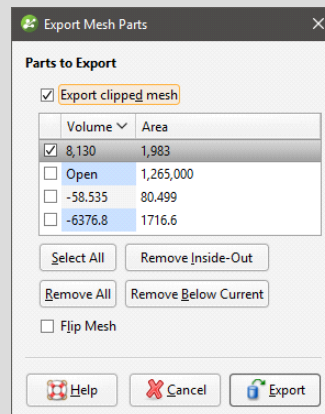 Export Mesh Parts
Parts to Export
Export clipped mesh
Volume Area
8,130 1,983
Open 1,265,000
-58.535 80.499
-6376.8 1716.6
Select All Remove Inside-Out
Remove All Remove Below Current
Flip Mesh
Help Cancel Export